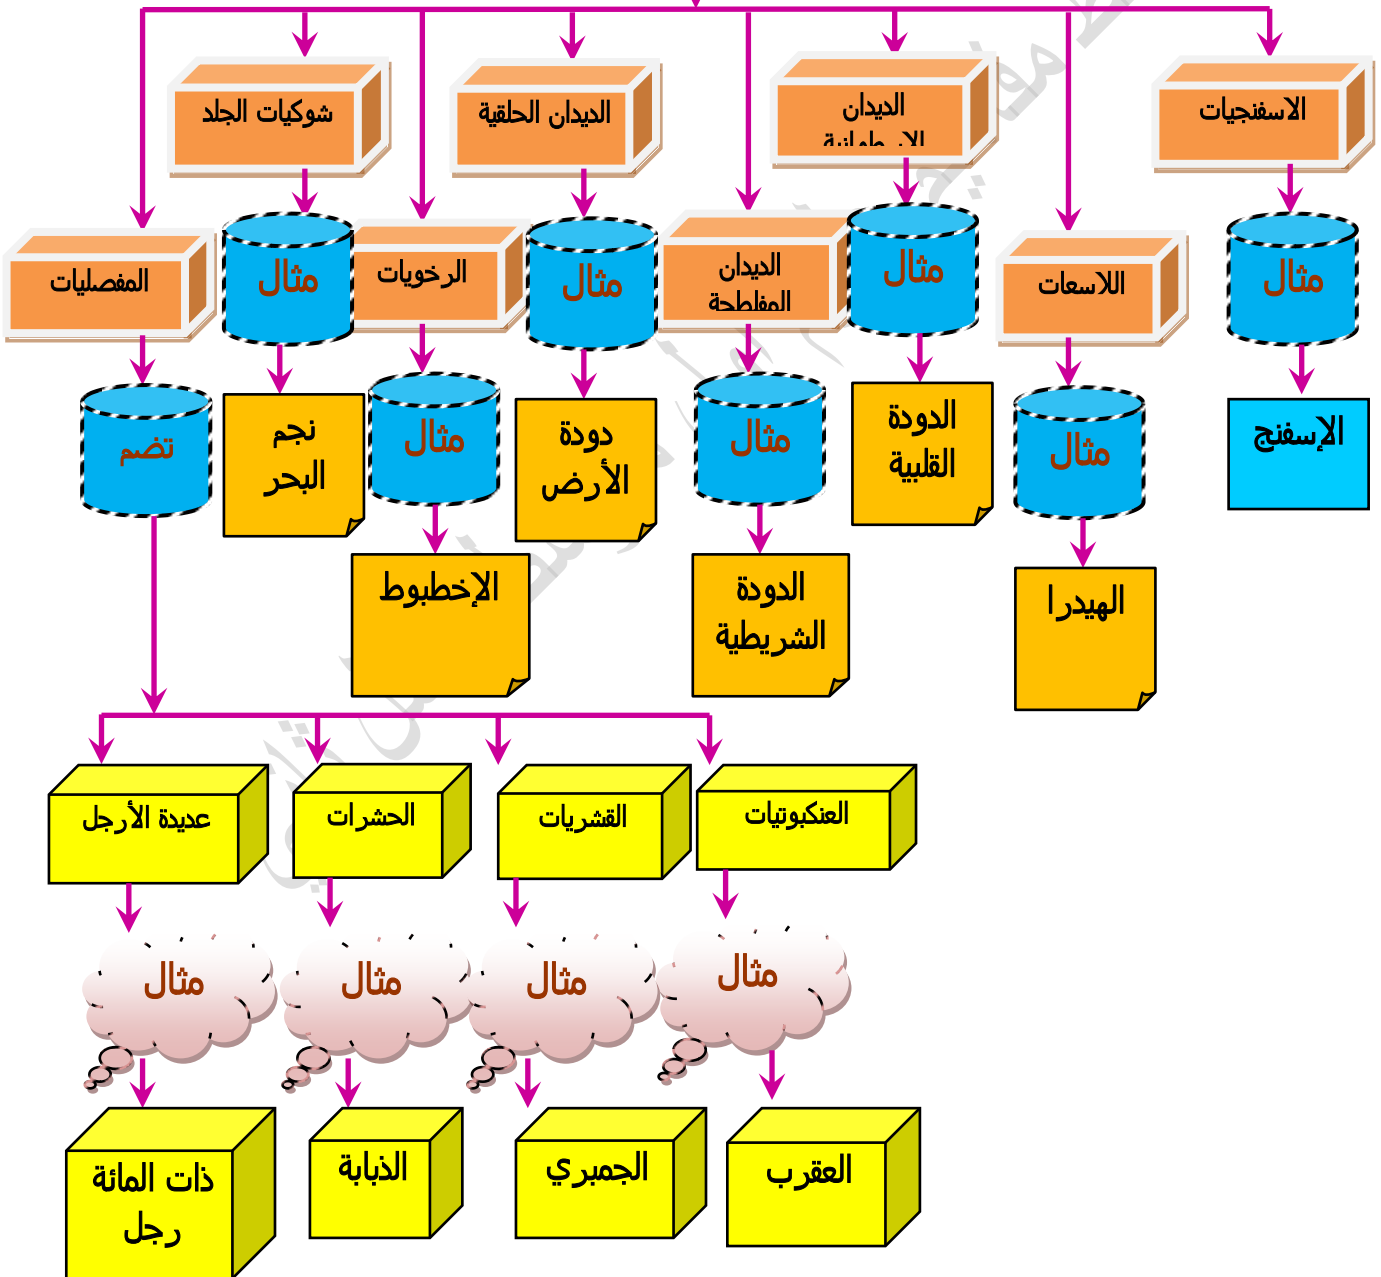 الاسفنجيات
الديدان
الديدان الحلقية
شوكيات الجلد
اللاسعات
الديدان
المفلطحة
الرخويات
المفصليات
مثال
مثال
مثال
مثال
الإسفنج
مثال
الهيدرا
الدودة
القلبية
مثال
الدودة
الشريطية
دودة
الأرض
مثال
الإخطبوط
نجم
البحر
تضم
العنكبوتيات
القشريات
الحشرات
عديدة الأرجل
مثال
مثال
مثال
مثال
العقرب
الجمبري
الذبابة
ذات المائة
رجل